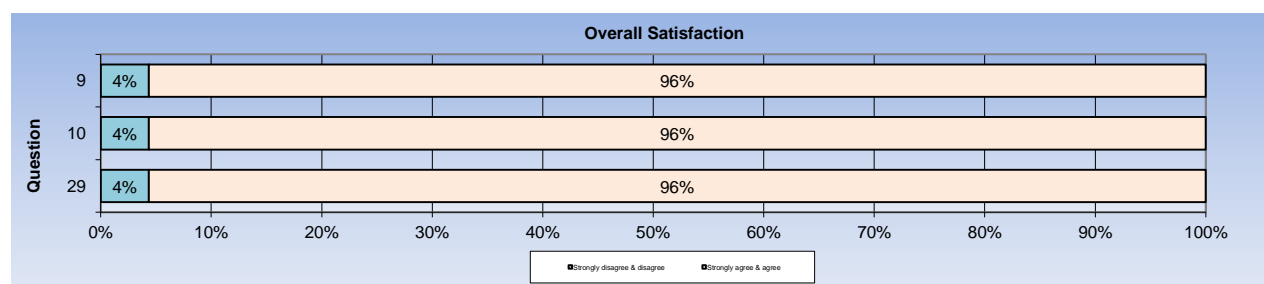 Overall Satisfaction
9 4% 96%
10 4% 96%
29 4% 96%
Question
0% 10% 20% 30% 40% 50% 60% 70% 80% 90% 100%
Strongly disagree & disagree Strongly agree & agree